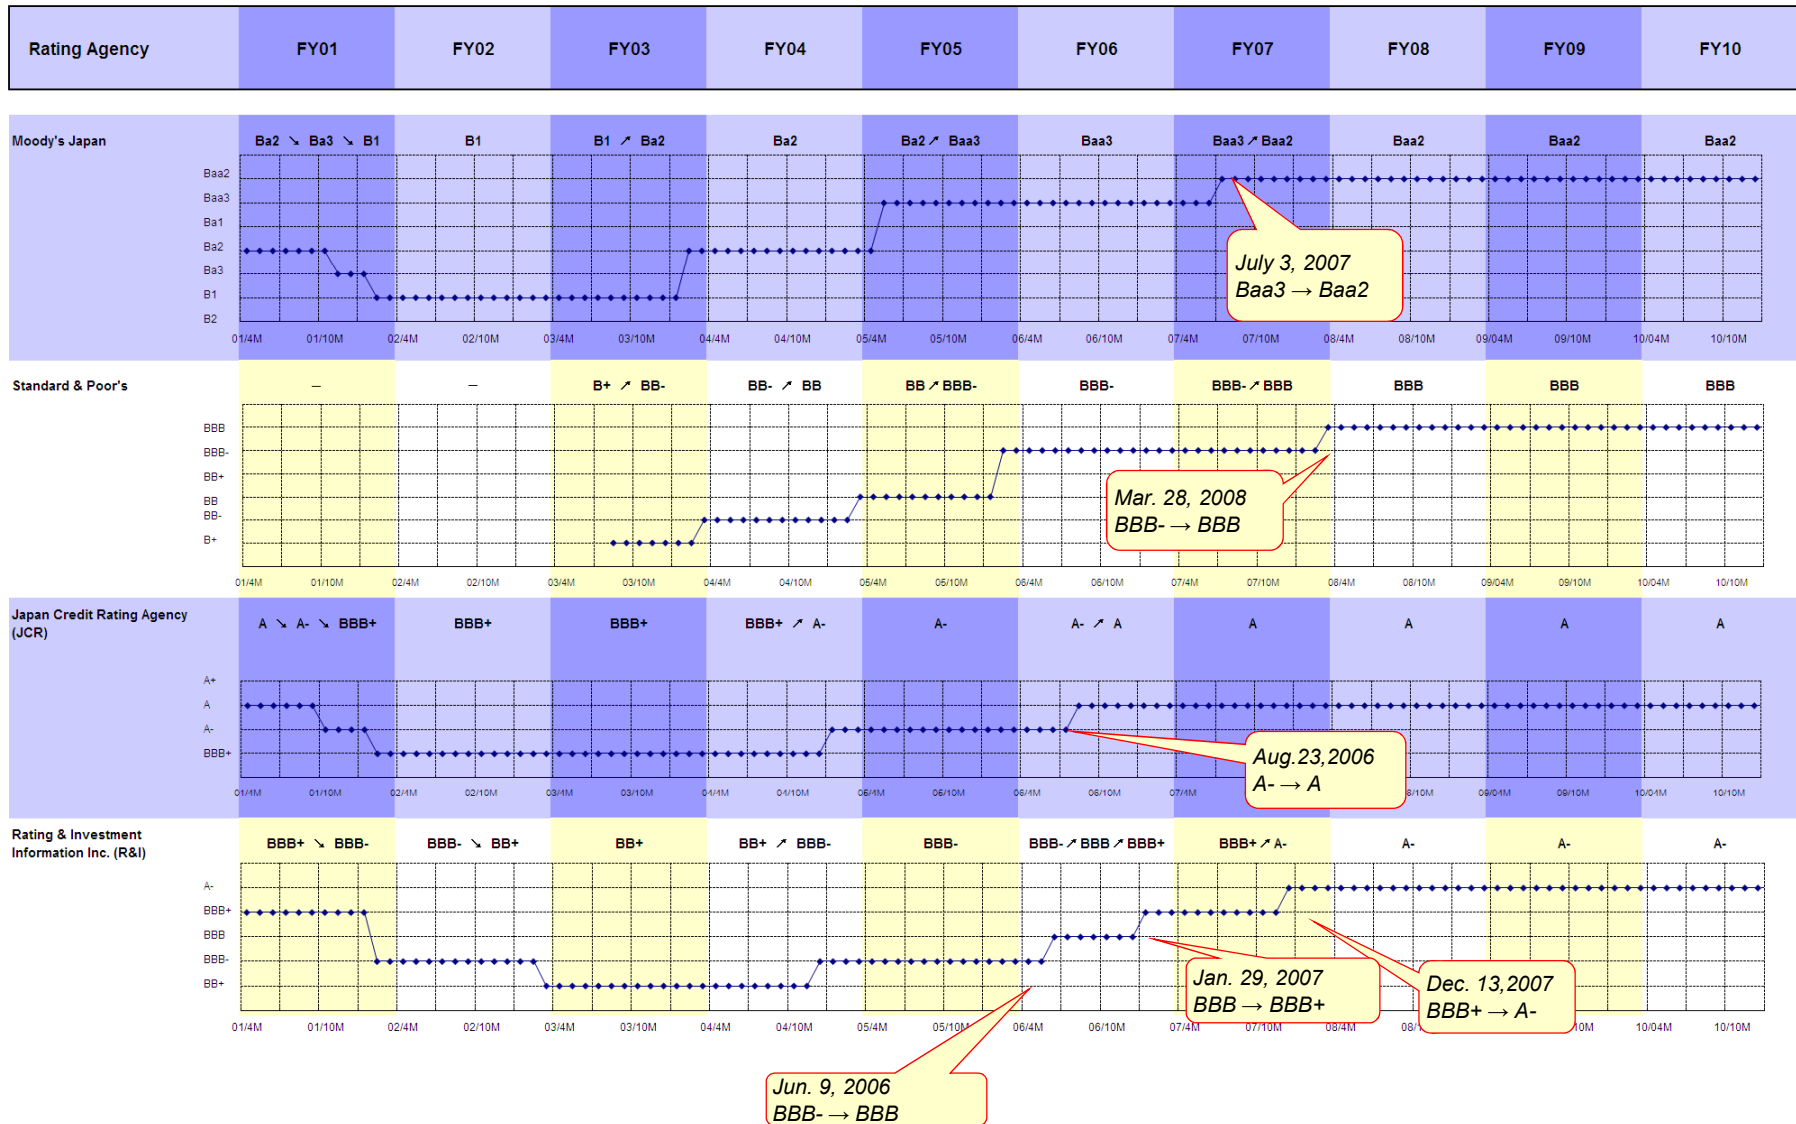 Rating Agency FY01 FY02 FY03 FY04 FY05 FY06 FY07 FY08 FY09 FY10
Moody's Japan Ba2 ↘ Ba3 ↘ B1 B1 B1 ↗ Ba2 Ba2 Ba2 ↗ Baa3 Baa3 Baa3 ↗ Baa2 Baa2 Baa2 Baa2
Baa2
Baa3
Ba1
Ba2
Ba3
B1
B2
July 3, 2007
Baa3 → Baa2
01/4M 01/10M 02/4M 02/10M 03/4M 03/10M 04/4M 04/10M 05/4M 05/10M 06/4M 06/10M 07/4M 07/10M 08/4M 08/10M 09/04M 09/10M 10/04M 10/10M
Standard & Poor's – – B+ ↗ BB- BB- ↗ BB BB ↗ BBB- BBB- BBB- ↗ BBB BBB BBB BBB
BBB
BBB-
BB+
BB
BB-
B+
Mar. 28, 2008
BBB- → BBB
01/4M 01/10M 02/4M 02/10M 03/4M 03/10M 04/4M 04/10M 05/4M 05/10M 06/4M 06/10M 07/4M 07/10M 08/4M 08/10M 09/04M 09/10M 10/04M 10/10M
Japan Credit Rating Agency
(JCR)
A ↘ A- ↘ BBB+ BBB+ BBB+ BBB+ ↗ A- A- A- ↗ A A A A A
A+
A
A-
BBB+
Aug.23,2006
A- → A
01/4M 01/10M 02/4M 02/10M 03/4M 03/10M 04/4M 04/10M 05/4M 05/10M 06/4M 06/10M 07/4M 8/10M 09/04M 09/10M 10/04M 10/10M
Rating & Investment
Information Inc. (R&I)
BBB+ ↘ BBB- BBB- ↘ BB+ BB+ BB+ ↗ BBB- BBB- BBB- ↗ BBB ↗ BBB+ BBB+ ↗ A- A- A- A-
A-
BBB+
BBB
BBB-
BB+
Jan. 29, 2007
BBB → BBB+
Dec. 13,2007
BBB+ → A-
01/4M 01/10M 02/4M 02/10M 03/4M 03/10M 04/4M 04/10M 05/4M 05/10M 06/4M 06/10M 07/4M 07/10M 08/4M 08/1 10M 10/04M 10/10M
Jun. 9, 2006
BBB- → BBB